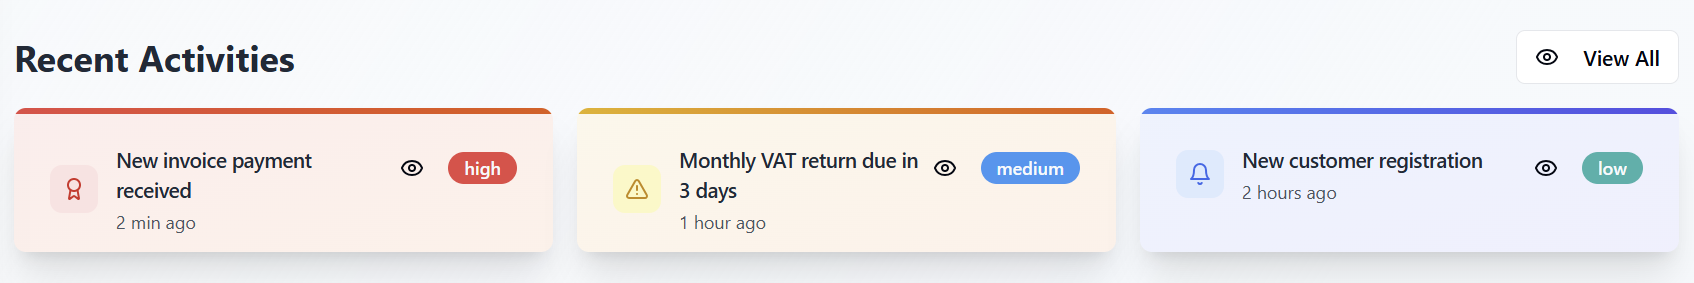 Recent Activities
View All
New invoice payment
received
2 min ago
high
Monthly VAT return due in
3 days
1 hour ago
medium
New customer registration
2 hours ago
low